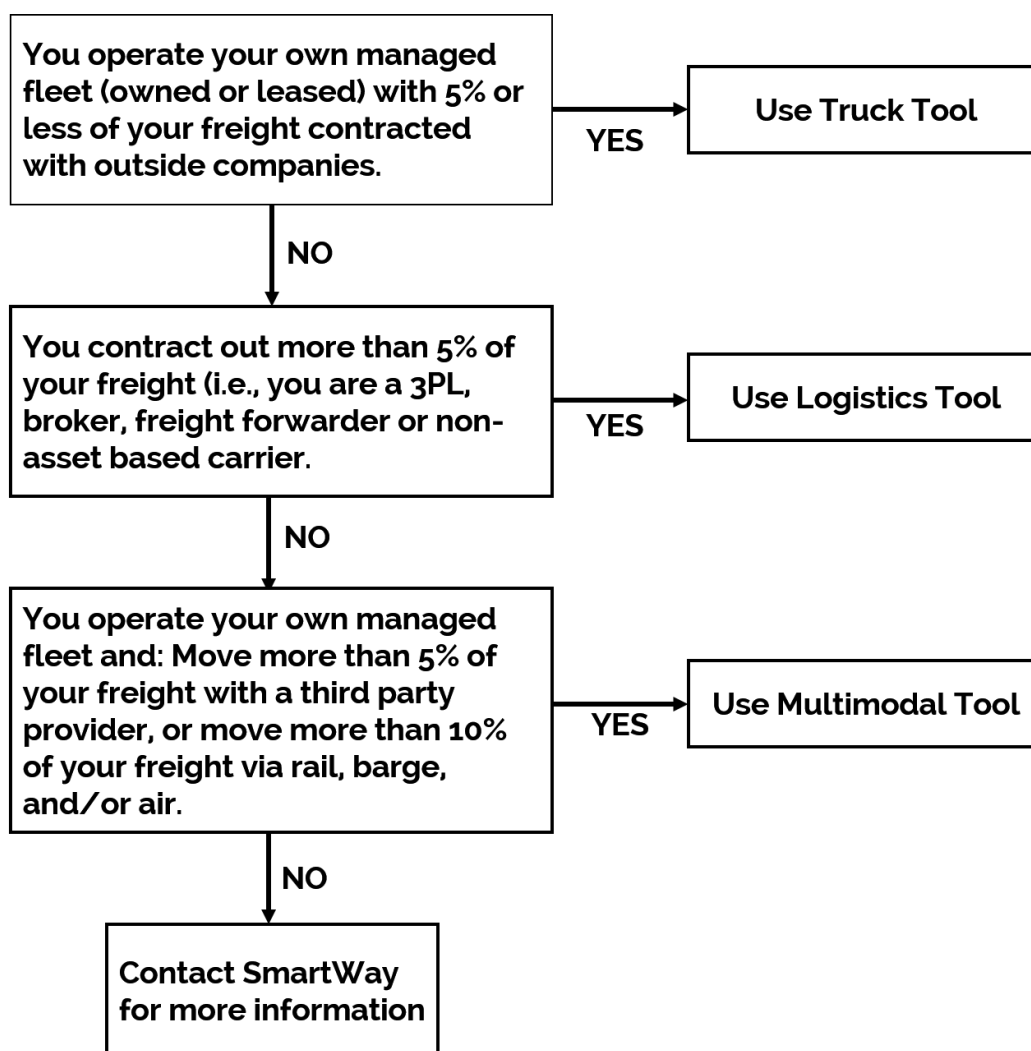 You operate your own managed
fleet (owned or leased) with 5% or
less of your freight contracted
with outside companies.
YES
Use Truck Tool
NO
You contract out more than 5% of
your freight (i.e., you are a 3PL,
broker, freight forwarder or non-
asset based carrier.
YES
Use Logistics Tool
NO
You operate your own managed
fleet and: Move more than 5% of
your freight with a third party
provider, or move more than 10%
of your freight via rail, barge,
and/or air.
YES
Use Multimodal Tool
NO
Contact SmartWay
for more information